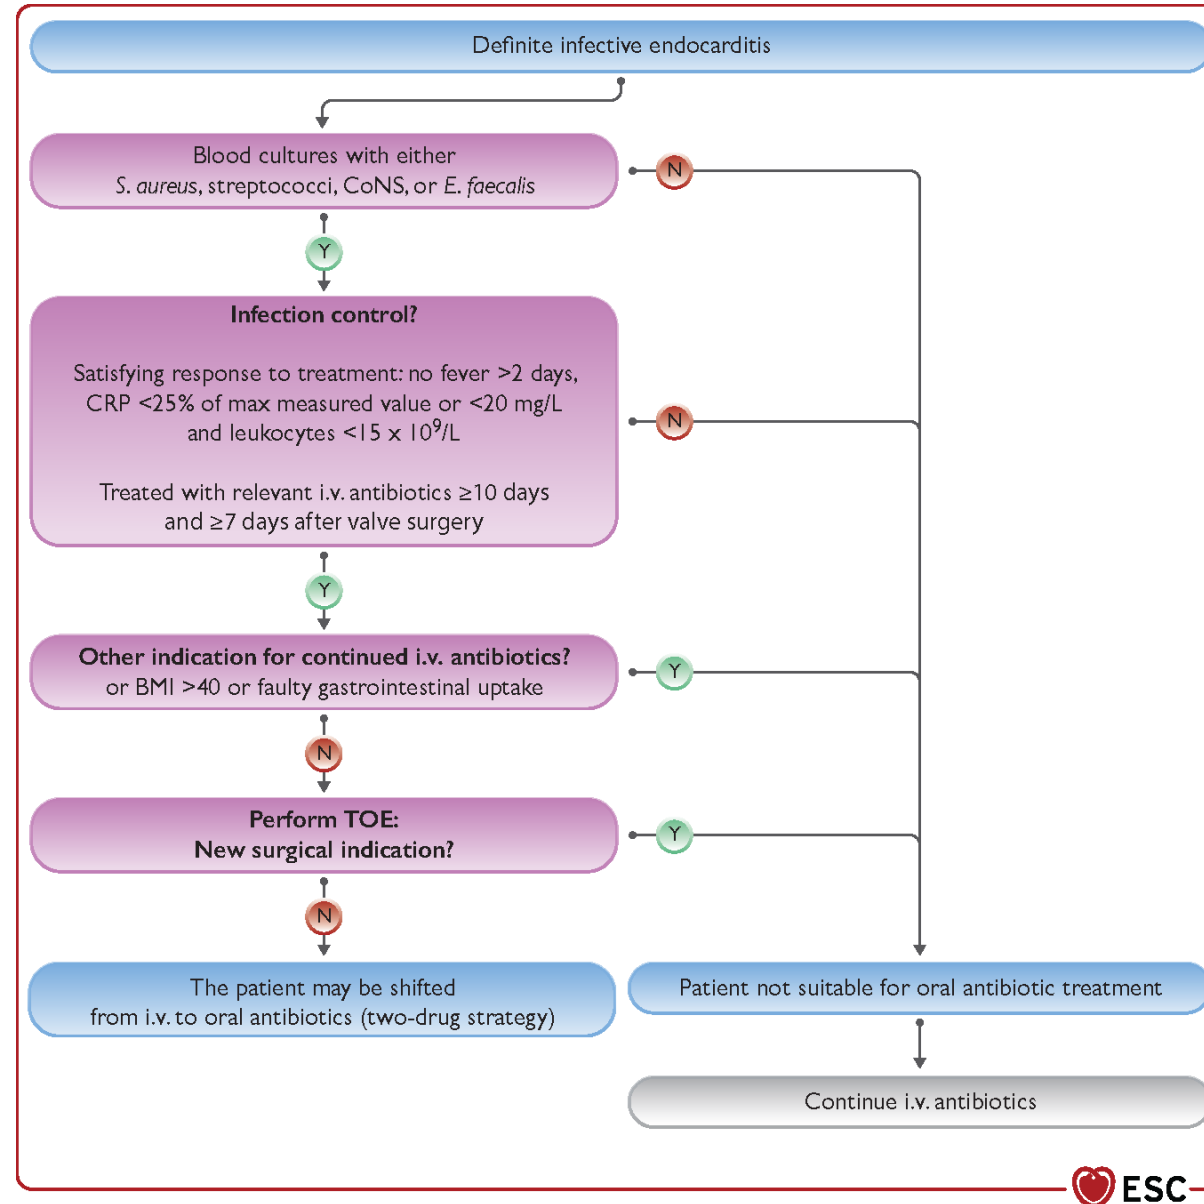 Definite infective endocarditis
Blood cultures with either
S. aureus, streptococci, CoNS, or E. faecalis
N
Y
Infection control?
Satisfying response to treatment: no fever >2 days,
CRP <25% of max measured value or <20 mg/L
and leukocytes <15 x 10⁹/L
N
Treated with relevant i.v. antibiotics ≥10 days
and ≥7 days after valve surgery
Y
Other indication for continued i.v. antibiotics?
or BMI >40 or faulty gastrointestinal uptake
Y
N
Perform TOE:
New surgical indication?
Y
N
The patient may be shifted
from i.v. to oral antibiotics (two-drug strategy)
Patient not suitable for oral antibiotic treatment
Continue i.v. antibiotics
ESC